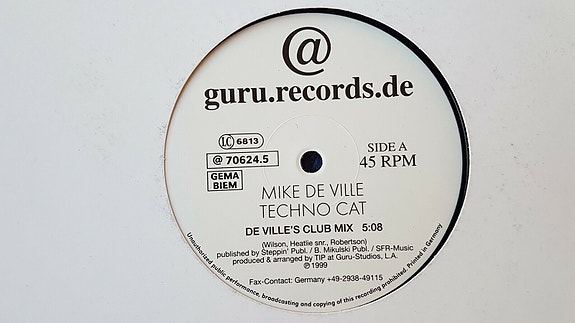 @
guru.records.de
LC 6813
@ 70624.5
GEMA
BIEM
SIDE A
45 RPM
MIKE DE VILLE
TECHNO CAT
DE VILLE'S CLUB MIX 5:08
(Wilson, Heatlie snr., Robertson)
published by Steppin' Publ. / B. Mikulski Publ. / SFR-Music
produced & arranged by TIP at Guru-Studios, L.A.
℗ 1999
Fax-Contact: Germany +49-2938-49115
Unauthorized public performance, broadcasting and copying of this recording prohibited. Printed in Germany